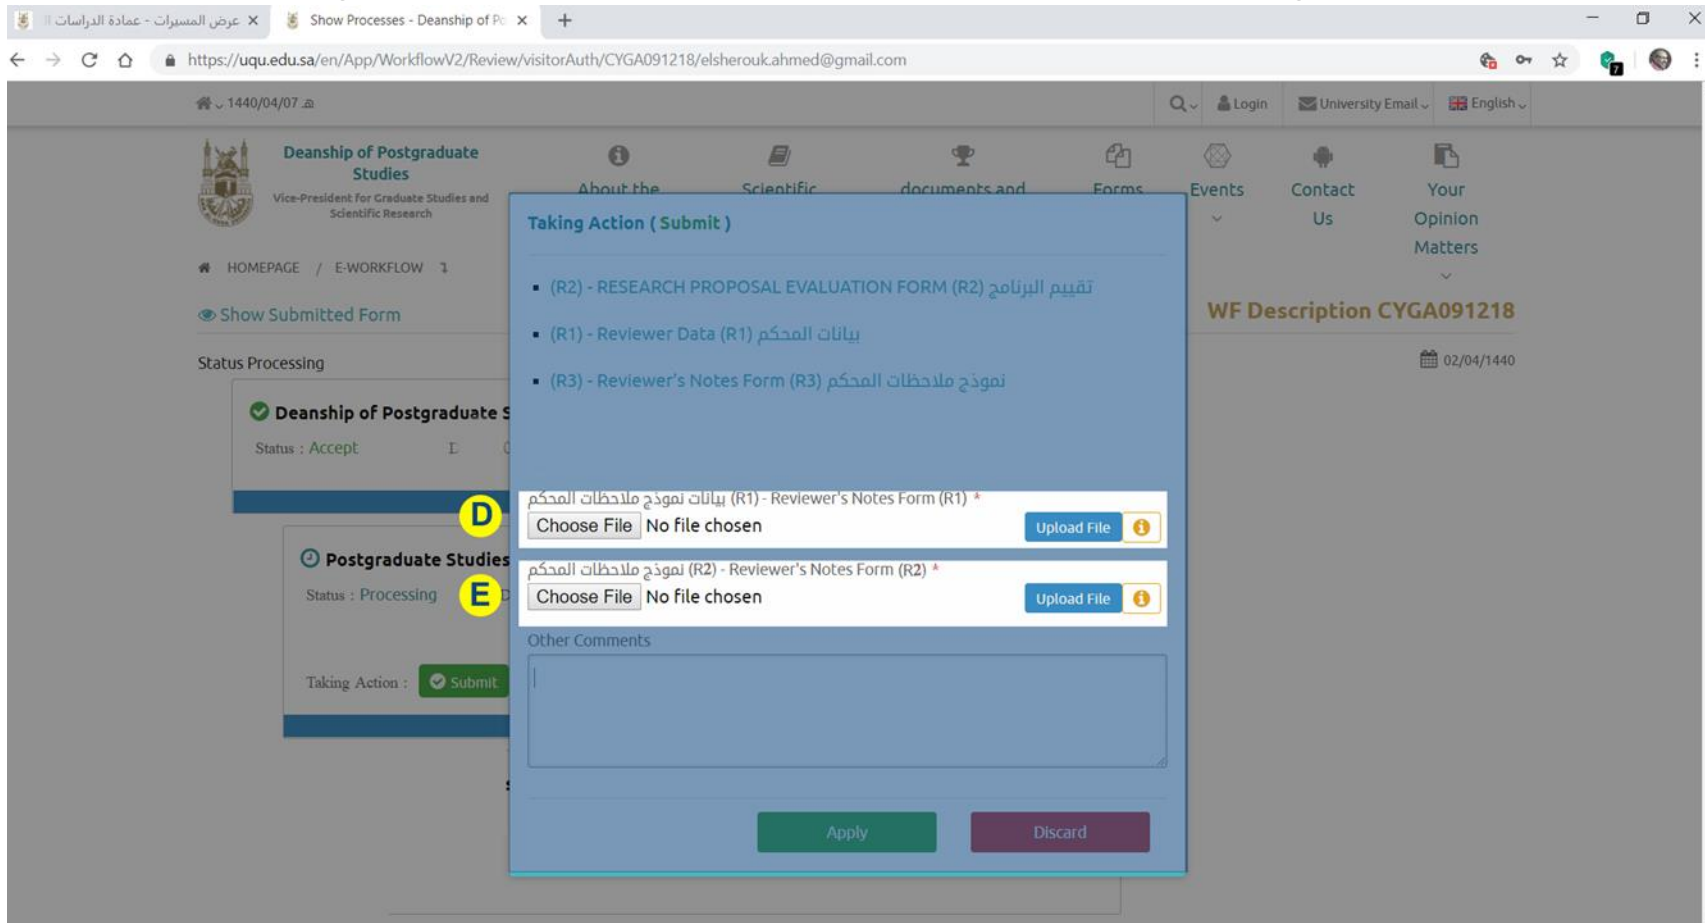 عرض المسيرات - عمادة الدراسات ال
Show Processes - Deanship of Po
https://uqu.edu.sa/en/App/WorkflowV2/Review/visitorAuth/CYGA091218/elsherouk.ahmed@gmail.com
7
1440/04/07 هـ
Login
University Email
English
Deanship of Postgraduate
Studies
Vice-President for Graduate Studies and
Scientific Research
About the
Scientific
documents and
Forms
Events
Contact
Us
Your
Opinion
Matters
HOMEPAGE / E-WORKFLOW
Show Submitted Form
WF Description CYGA091218
Status Processing
02/04/1440
Deanship of Postgraduate S
Status : Accept
Postgraduate Studies
Status : Processing
Taking Action :
Submit
Taking Action ( Submit )
(R2) - RESEARCH PROPOSAL EVALUATION FORM (R2) تقييم البرنامج
(R1) - Reviewer Data (R1) بيانات المحكم
(R3) - Reviewer's Notes Form (R3) نموذج ملاحظات المحكم
D
بيانات نموذج ملاحظات المحكم (R1) - Reviewer's Notes Form (R1) *
Choose File No file chosen
Upload File
E
نموذج ملاحظات المحكم (R2) - Reviewer's Notes Form (R2) *
Choose File No file chosen
Upload File
Other Comments
Apply
Discard